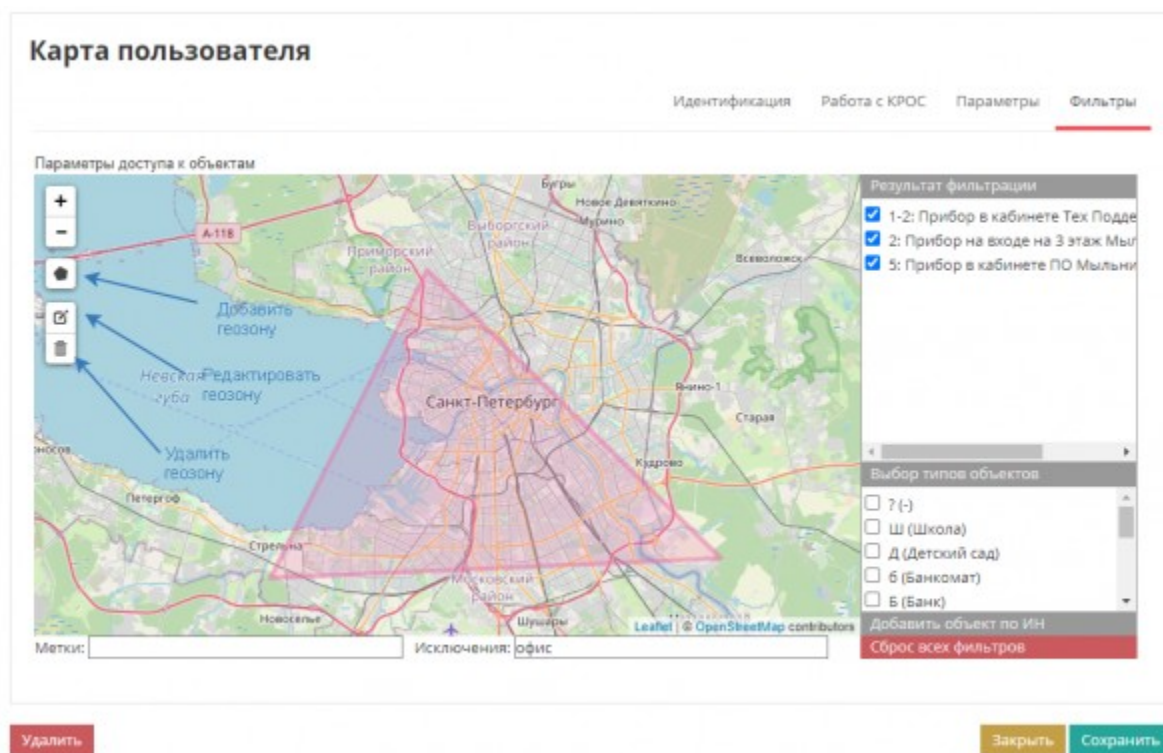 Карта пользователя
Идентификация Работа с КРОС Параметры Фильтры
Параметры доступа к объектам
+
−
А-118
Добавить
геозону
Редактировать
геозону
Удалить
геозону
Невская
губа
Бугры
Новое Девяткино
Мурино
Выборгский
район
Приморский
район
Всеволожск
Санкт-Петербург
Янино-1
Старая
Кудрово
Петергоф
Стрельна
Московский
район
Новоселье
Шушары
Leaflet | © OpenStreetMap contributors
Результат фильтрации
1-2: Прибор в кабинете Тех Подде
2: Прибор на входе на 3 этаж Мыл
5: Прибор в кабинете ПО Мыльни
Выбор типов объектов
? (-)
Ш (Школа)
Д (Детский сад)
б (Банкомат)
Б (Банк)
Добавить объект по ИН
Сброс всех фильтров
Метки: Исключения: офис
Удалить Закрыть Сохранить